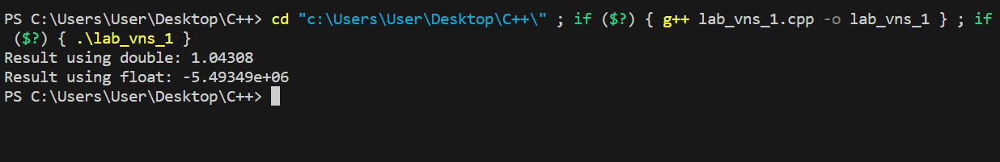 PS C:\Users\User\Desktop\C++> cd "c:\Users\User\Desktop\C++\" ; if ($?) { g++ lab_vns_1.cpp -o lab_vns_1 } ; if
($?) { .\lab_vns_1 }
Result using double: 1.04308
Result using float: -5.49349e+06
PS C:\Users\User\Desktop\C++>